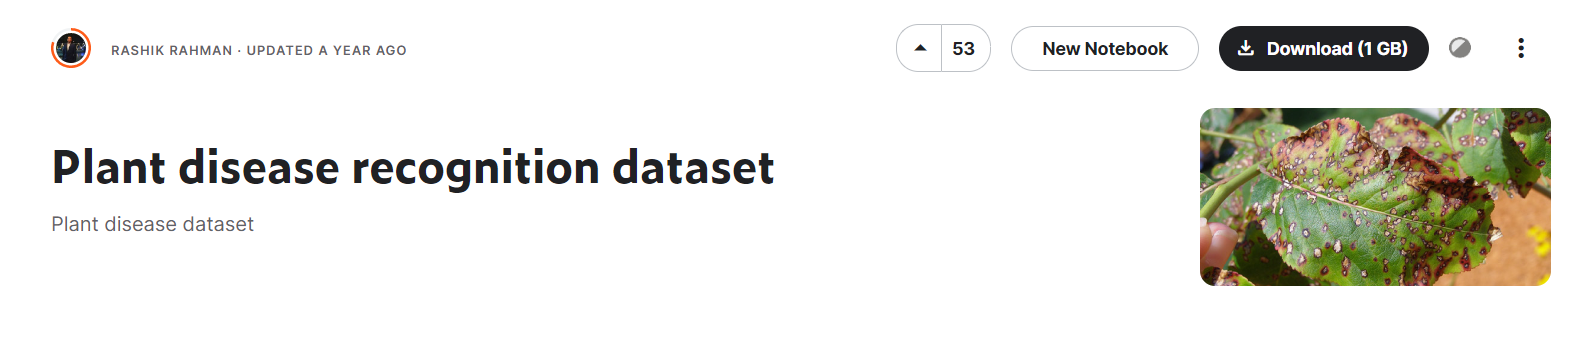 RASHIK RAHMAN · UPDATED A YEAR AGO
53
New Notebook
Download (1 GB)
Plant disease recognition dataset
Plant disease dataset